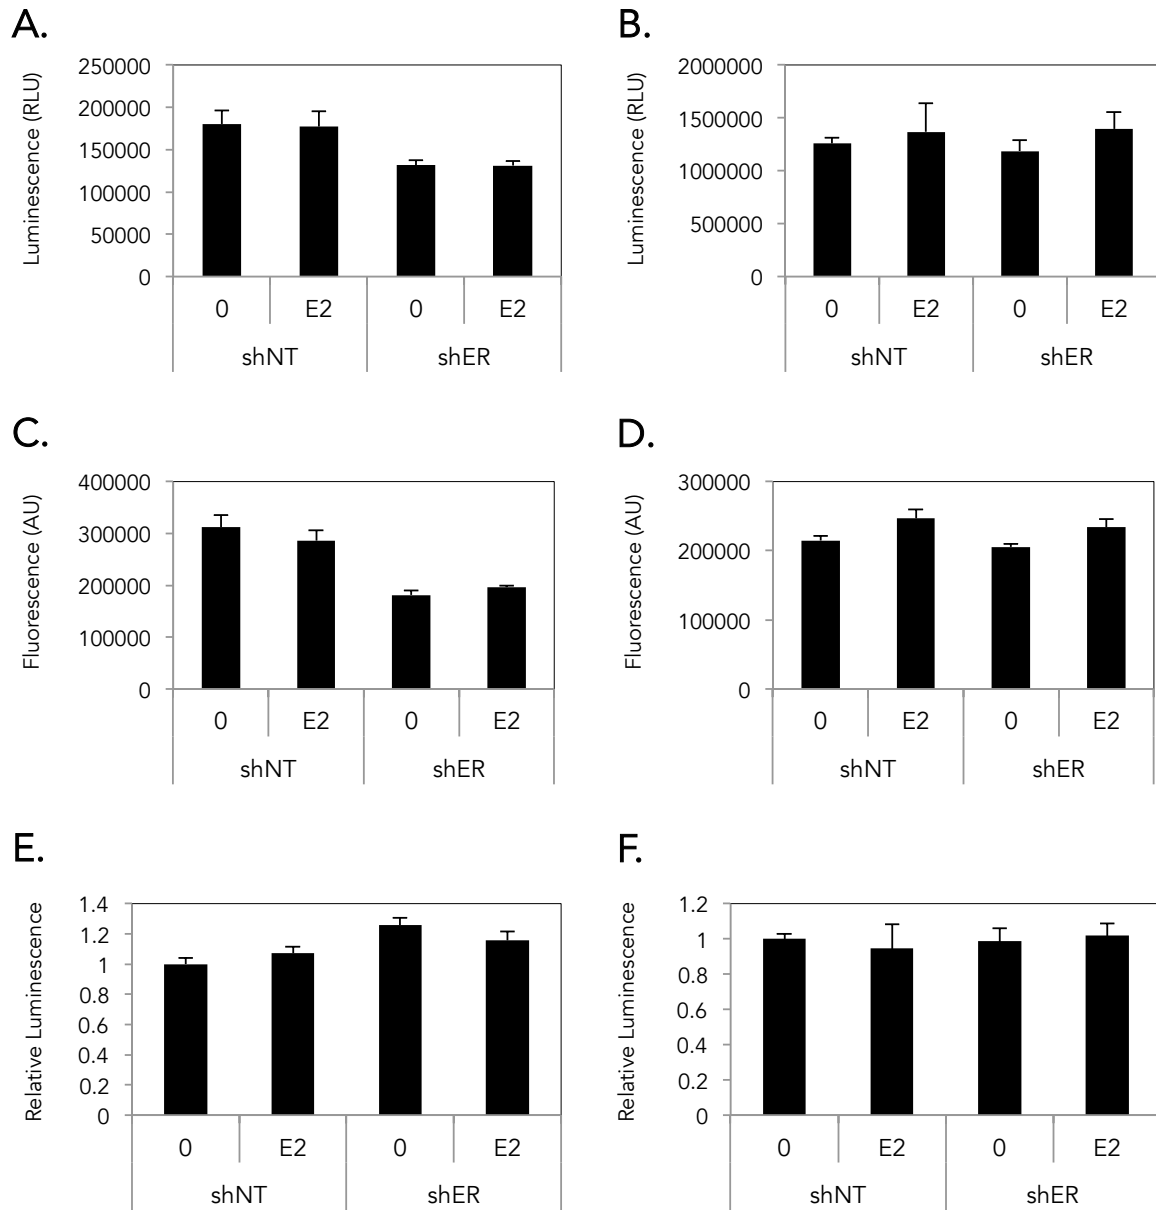 A.
Luminescence (RLU)
250000
200000
150000
100000
50000
0
0 E2 0 E2
shNT shER
B.
Luminescence (RLU)
2000000
1500000
1000000
500000
0
0 E2 0 E2
shNT shER
C.
Fluorescence (AU)
400000
300000
200000
100000
0
0 E2 0 E2
shNT shER
D.
Fluorescence (AU)
300000
200000
100000
0
0 E2 0 E2
shNT shER
E.
Relative Luminescence
1.4
1.2
1
0.8
0.6
0.4
0.2
0
0 E2 0 E2
shNT shER
F.
Relative Luminescence
1.2
1
0.8
0.6
0.4
0.2
0
0 E2 0 E2
shNT shER